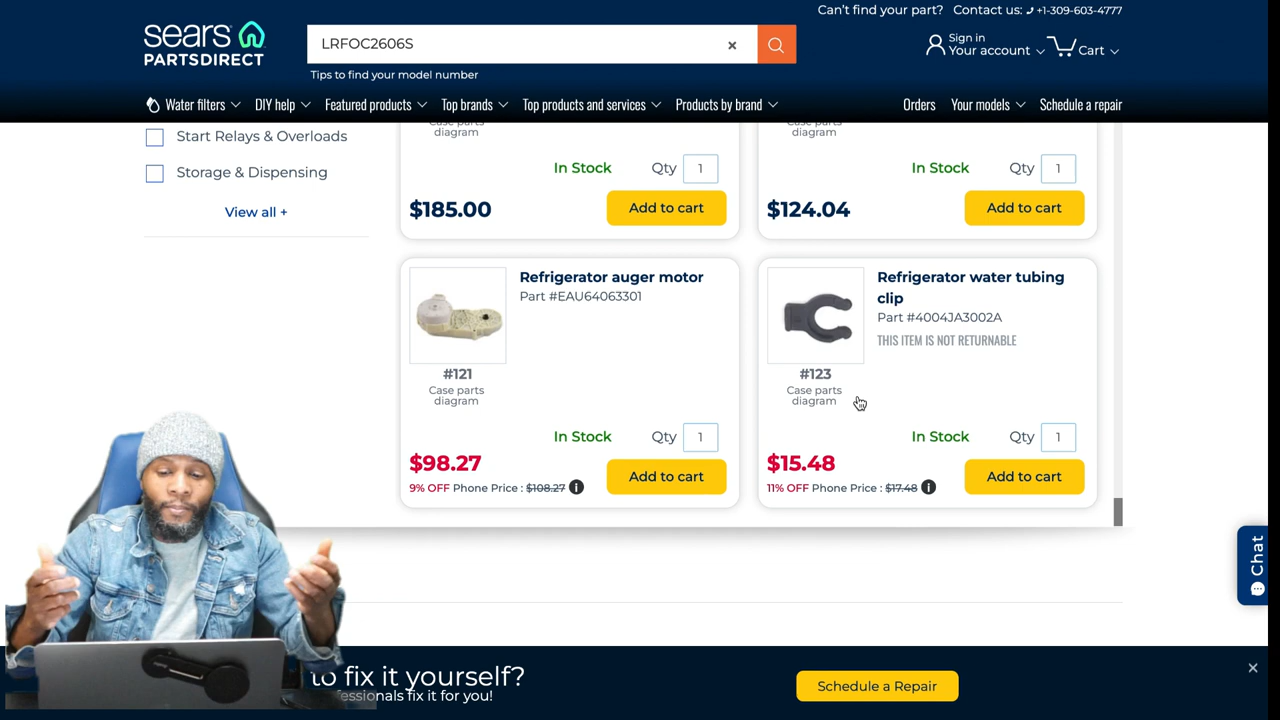 Can't find your part? Contact us: +1-309-603-4777
sears
PARTSDIRECT
LRFOC2606S
Tips to find your model number
Sign in
Your account
Cart
Water filters DIY help Featured products Top brands Top products and services Products by brand Orders Your models Schedule a repair
Start Relays & Overloads
Storage & Dispensing
View all +
Case parts
diagram
In Stock Qty 1
$185.00 Add to cart
Case parts
diagram
In Stock Qty 1
$124.04 Add to cart
Refrigerator auger motor
Part #EAU64063301
#121
Case parts
diagram
In Stock Qty 1
$98.27 Add to cart
9% OFF Phone Price : $108.27
Refrigerator water tubing
clip
Part #4004JA3002A
THIS ITEM IS NOT RETURNABLE
#123
Case parts
diagram
In Stock Qty 1
$15.48 Add to cart
11% OFF Phone Price : $17.48
Chat
to fix it yourself?
fix it for you!
Schedule a Repair